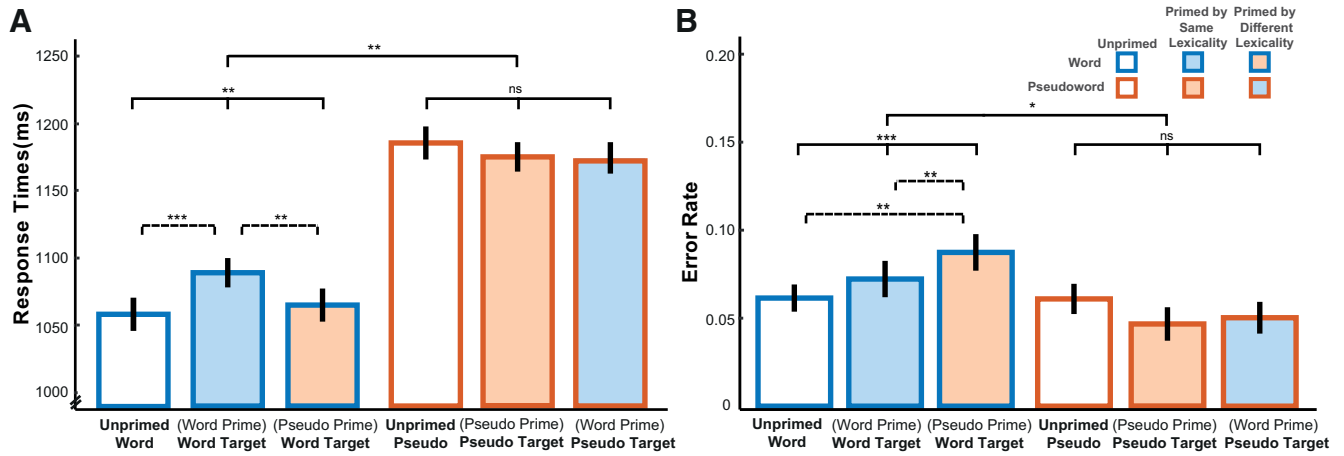 A
Response Times(ms)
1250
1200
1150
1100
1050
1000
**
**
ns
***
**
Unprimed
Word
(Word Prime)
Word Target
(Pseudo Prime)
Word Target
Unprimed
Pseudo
(Pseudo Prime)
Pseudo Target
(Word Prime)
Pseudo Target
B
Error Rate
0.20
0.15
0.10
0.05
0
Unprimed
Primed by
Same
Lexicality
Primed by
Different
Lexicality
Word
Pseudoword
*
***
ns
**
**
Unprimed
Word
(Word Prime)
Word Target
(Pseudo Prime)
Word Target
Unprimed
Pseudo
(Pseudo Prime)
Pseudo Target
(Word Prime)
Pseudo Target